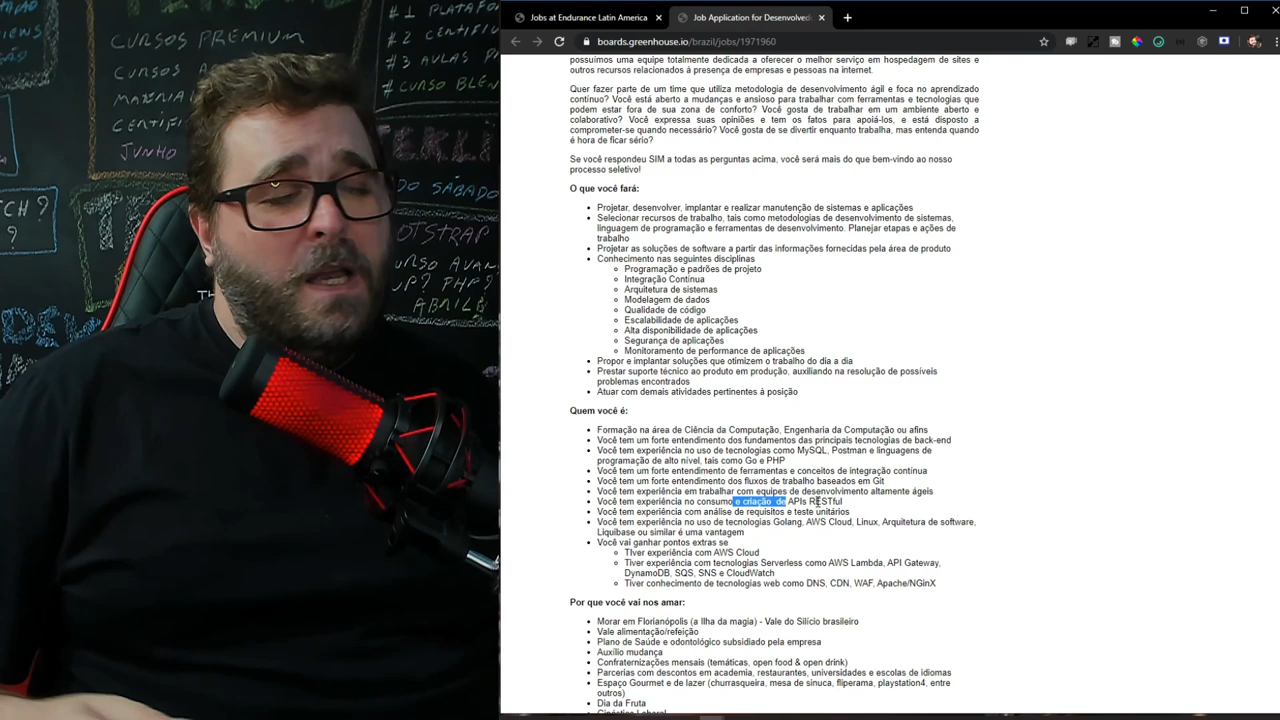 # 1 PLATAFO
CURSOS PREMIUM
# CURSO BLEN
DO SABADO
Jobs at Endurance Latin America
Job Application for Desenvolved
boards.greenhouse.io/brazil/jobs/1971960
possuímos uma equipe totalmente dedicada a oferecer o melhor serviço em hospedagem de sites e
outros recursos relacionados à presença de empresas e pessoas na internet.
Quer fazer parte de um time que utiliza metodologia de desenvolvimento ágil e foca no aprendizado
contínuo? Você está aberto a mudanças e ansioso para trabalhar com ferramentas e tecnologias que
podem estar fora de sua zona de conforto? Você gosta de trabalhar em um ambiente aberto e
colaborativo? Você expressa suas opiniões e tem os fatos para apoiá-los, e está disposto a
comprometer-se quando necessário? Você gosta de se divertir enquanto trabalha, mas entenda quando
é hora de ficar sério?
Se você respondeu SIM a todas as perguntas acima, você será mais do que bem-vindo ao nosso
processo seletivo!
O que você fará:
Projetar, desenvolver, implantar e realizar manutenção de sistemas e aplicações
Selecionar recursos de trabalho, tais como metodologias de desenvolvimento de sistemas,
linguagem de programação e ferramentas de desenvolvimento. Planejar etapas e ações de
trabalho
Projetar as soluções de software a partir das informações fornecidas pela área de produto
Conhecimento nas seguintes disciplinas
Programação e padrões de projeto
Integração Contínua
Arquitetura de sistemas
Modelagem de dados
Qualidade de código
Escalabilidade de aplicações
Alta disponibilidade de aplicações
Segurança de aplicações
Monitoramento de performance de aplicações
Propor e implantar soluções que otimizem o trabalho do dia a dia
Prestar suporte técnico ao produto em produção, auxiliando na resolução de possíveis
problemas encontrados
Atuar com demais atividades pertinentes à posição
Quem você é:
Formação na área de Ciência da Computação, Engenharia da Computação ou afins
Você tem um forte entendimento dos fundamentos das principais tecnologias de back-end
Você tem experiência no uso de tecnologias como MySQL, Postman e linguagens de
programação de alto nível, tais como Go e PHP
Você tem um forte entendimento de ferramentas e conceitos de integração contínua
Você tem um forte entendimento dos fluxos de trabalho baseados em Git
Você tem experiência em trabalhar com equipes de desenvolvimento altamente ágeis
Você tem experiência no consumo e criação de APIs RESTful
Você tem experiência com análise de requisitos e teste unitários
Você tem experiência no uso de tecnologias Golang, AWS Cloud, Linux, Arquitetura de software,
Liquibase ou similar é uma vantagem
Você vai ganhar pontos extras se
TIver experiência com AWS Cloud
Tiver experiência com tecnologias Serverless como AWS Lambda, API Gateway,
DynamoDB, SQS, SNS e CloudWatch
Tiver conhecimento de tecnologias web como DNS, CDN, WAF, Apache/NGinX
Por que você vai nos amar:
Morar em Florianópolis (a Ilha da magia) - Vale do Silício brasileiro
Vale alimentação/refeição
Plano de Saúde e odontológico subsidiado pela empresa
Auxílio mudança
Confraternizações mensais (temáticas, open food & open drink)
Parcerias com descontos em academia, restaurantes, universidades e escolas de idiomas
Espaço Gourmet e de lazer (churrasqueira, mesa de sinuca, fliperama, playstation4, entre
outros)
Dia da Fruta
Ginástica Laboral